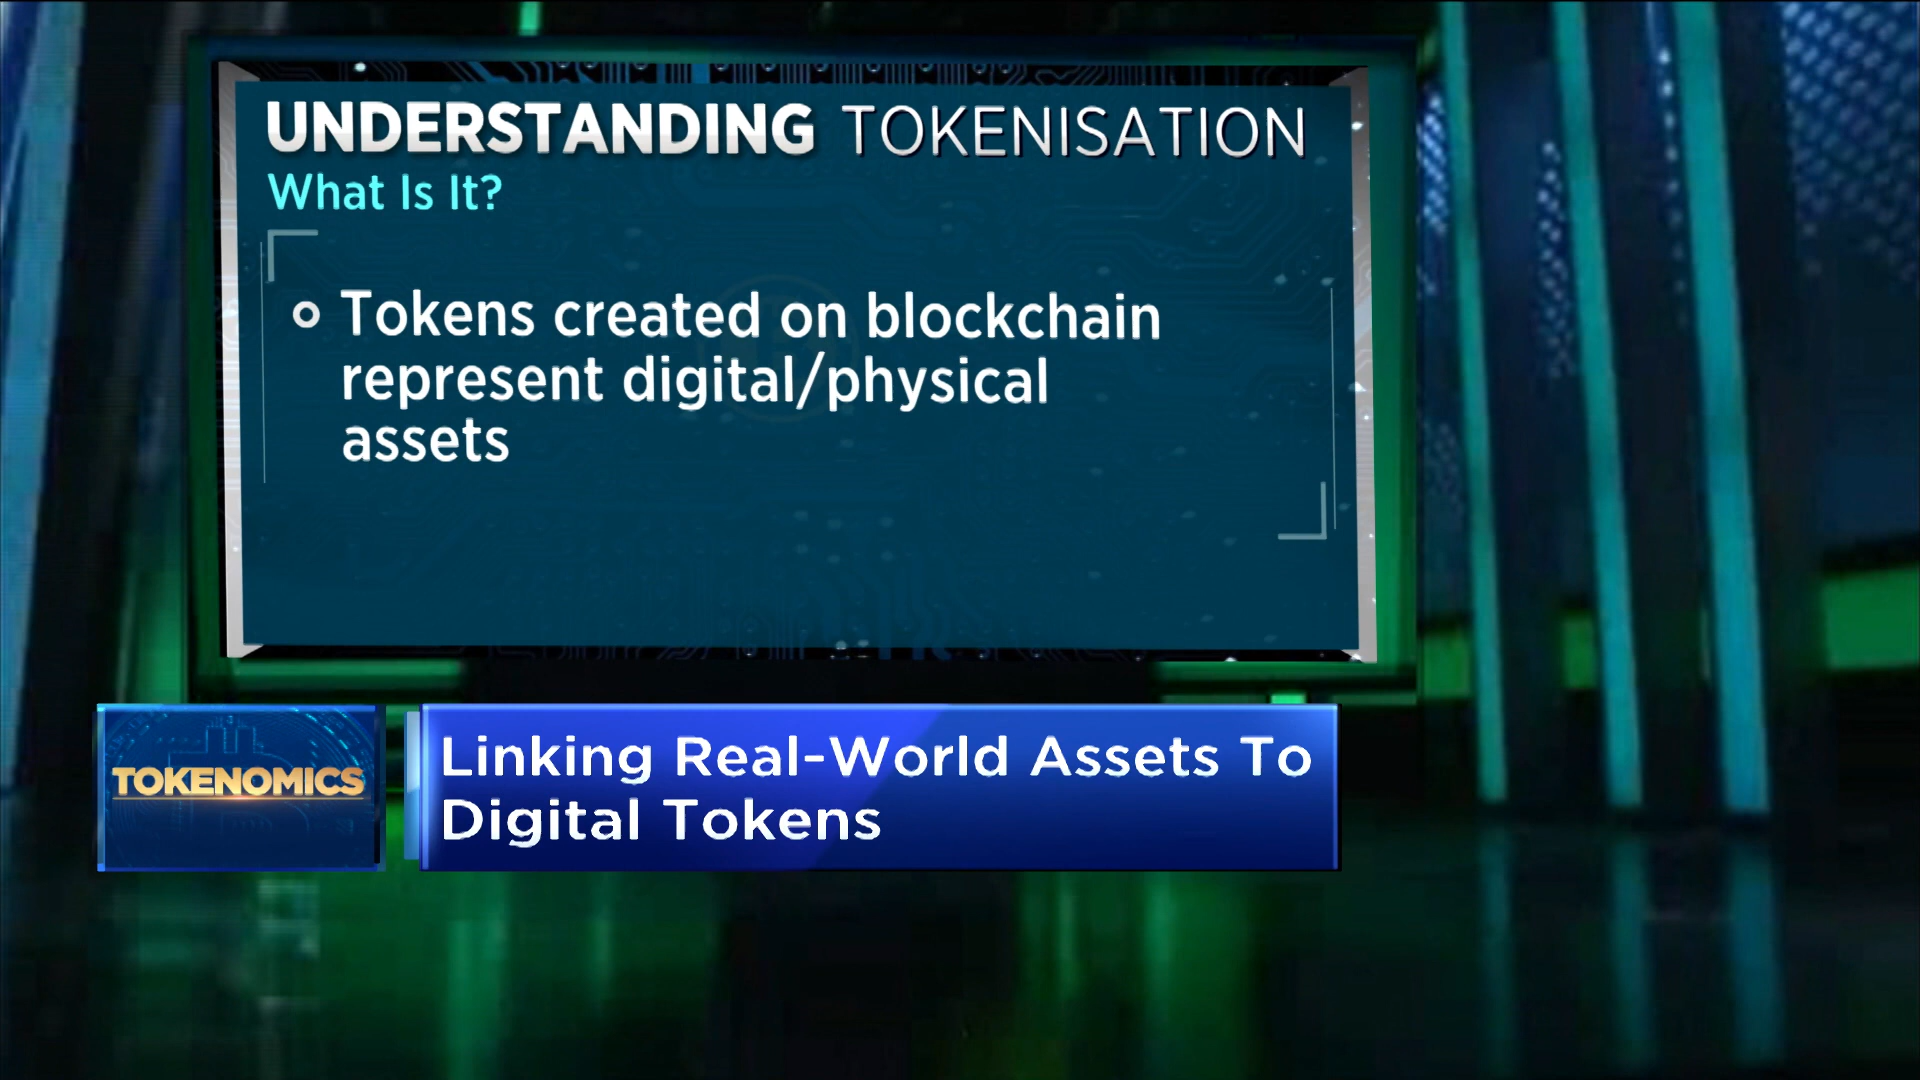 UNDERSTANDING TOKENISATION
What Is It?
Tokens created on blockchain
represent digital/physical
assets
TOKENOMICS
Linking Real-World Assets To
Digital Tokens